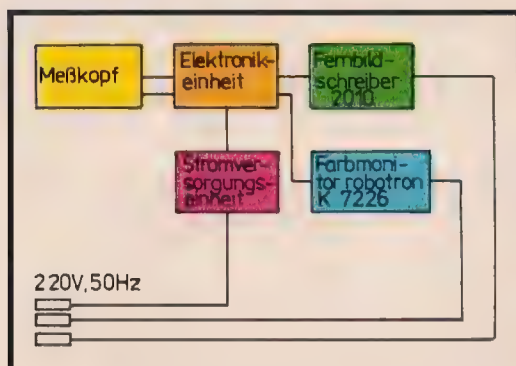 Meßkopf
Elektronik-
einheit
Fernbild-
schreiber
2010
Stromver-
sorgungs-
einheit
Farbmoni-
tor robotron
K 7226
220V,50Hz